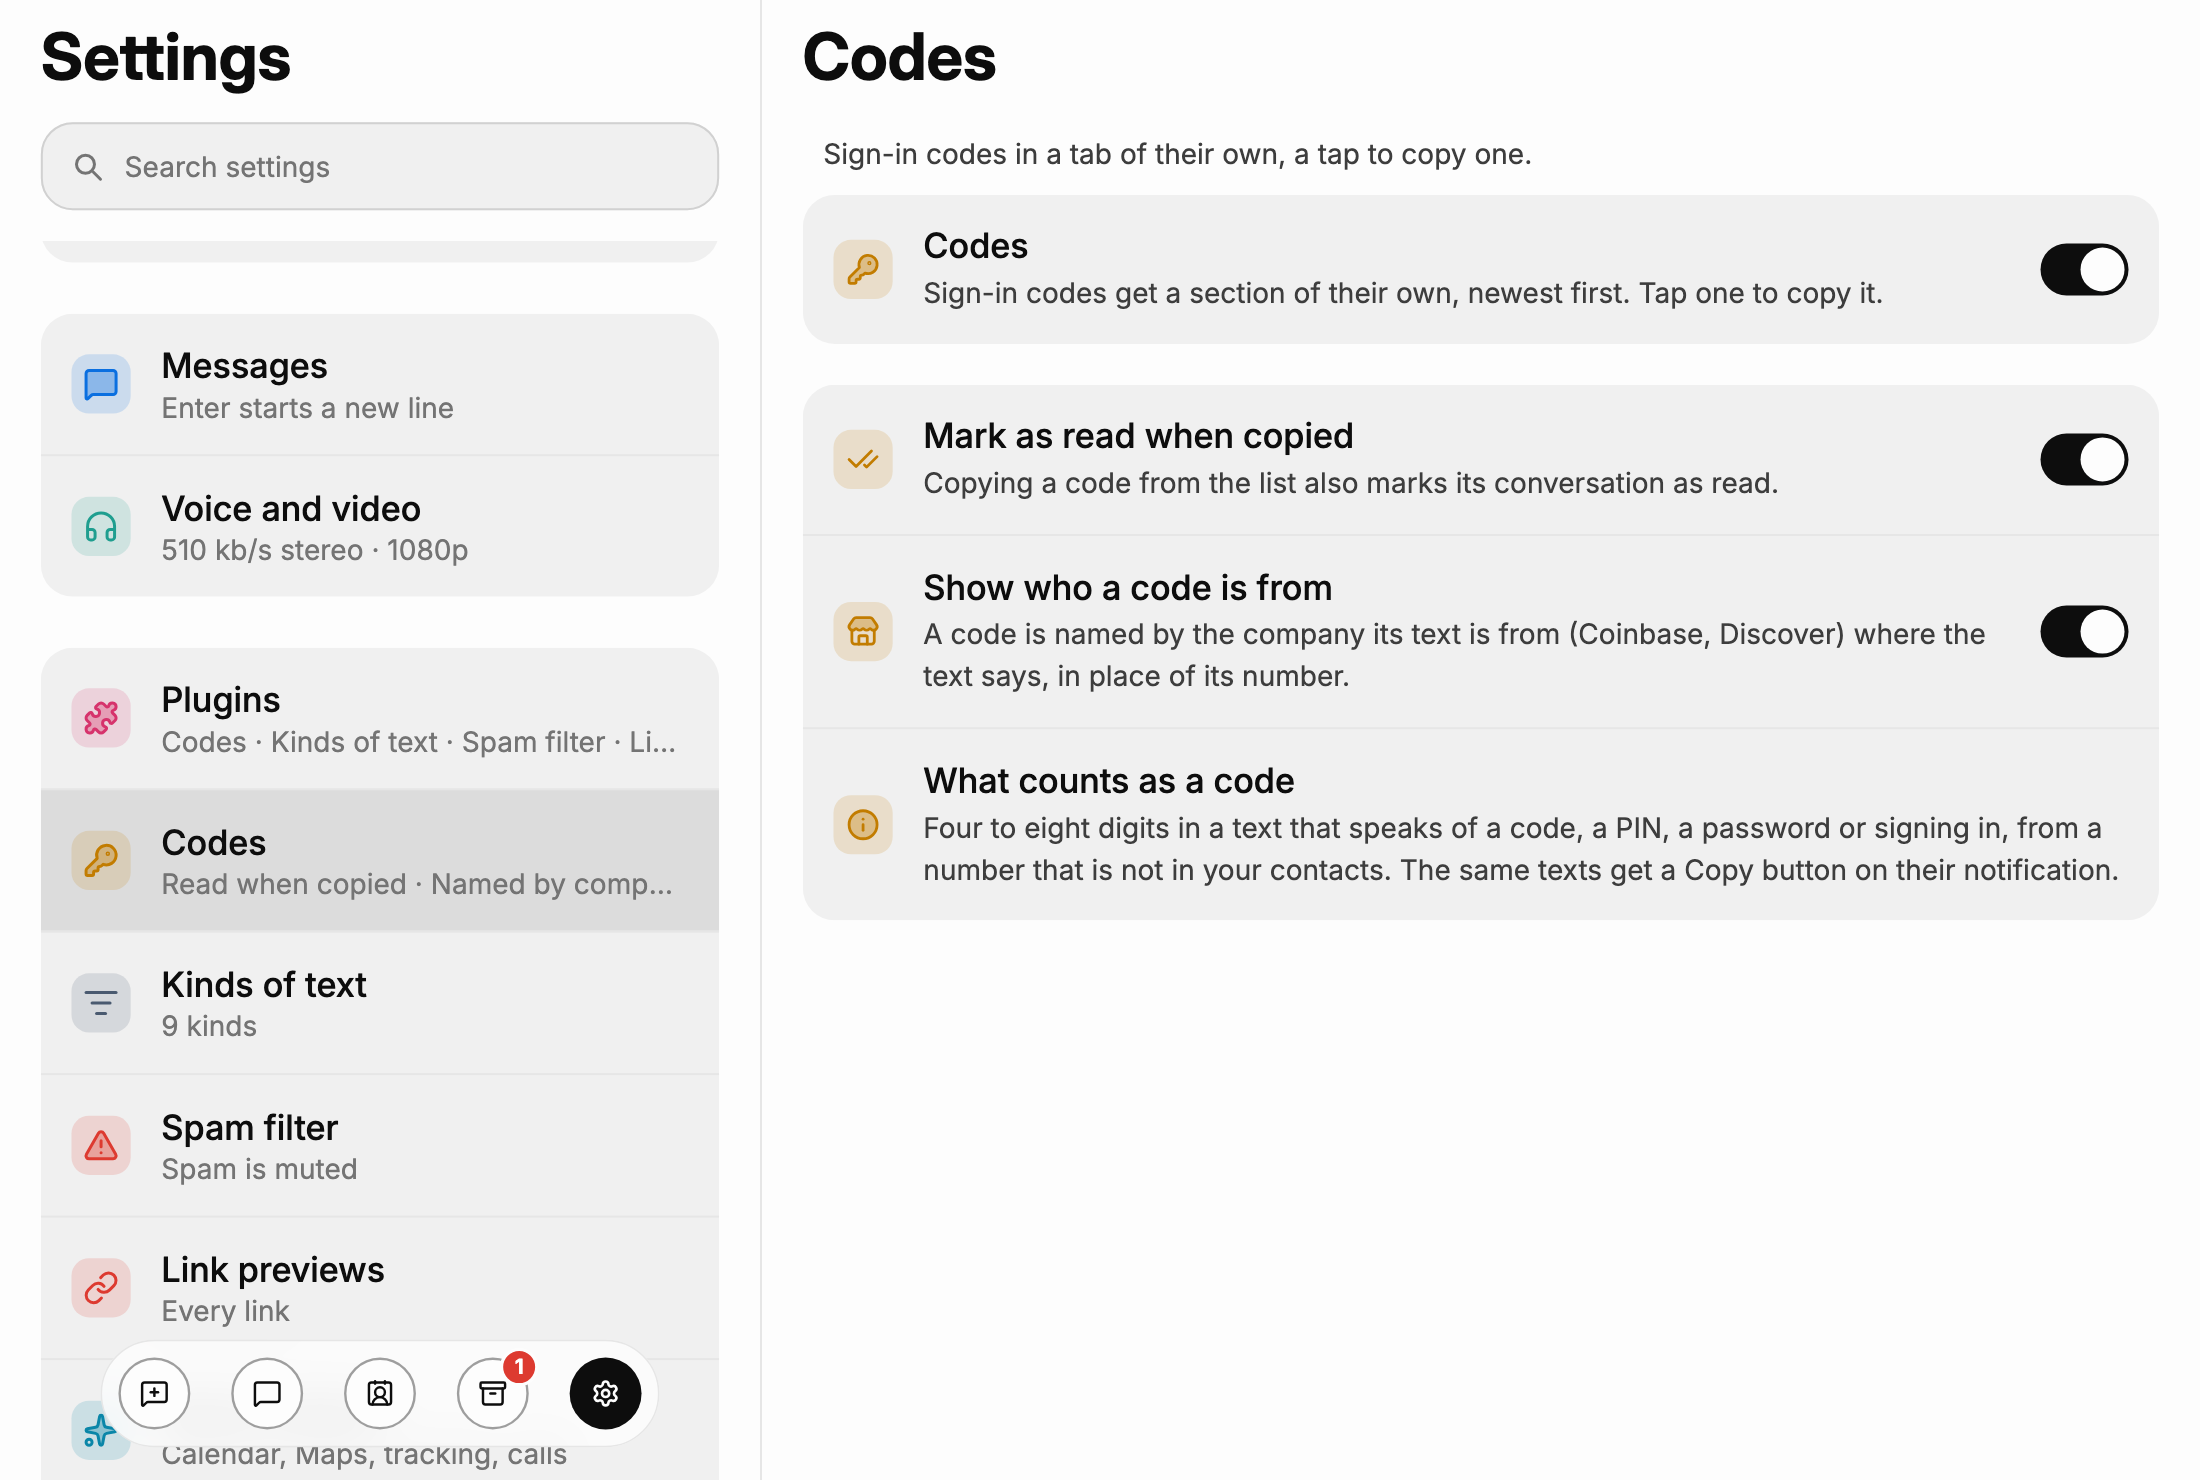 Settings
Search settings
Messages
Enter starts a new line
Voice and video
510 kb/s stereo · 1080p
Plugins
Codes · Kinds of text · Spam filter · Li...
Codes
Read when copied · Named by comp...
Kinds of text
9 kinds
Spam filter
Spam is muted
Link previews
Every link
1
Calendar, Maps, tracking, calls
Codes
Sign-in codes in a tab of their own, a tap to copy one.
Codes
Sign-in codes get a section of their own, newest first. Tap one to copy it.
Mark as read when copied
Copying a code from the list also marks its conversation as read.
Show who a code is from
A code is named by the company its text is from (Coinbase, Discover) where the
text says, in place of its number.
What counts as a code
Four to eight digits in a text that speaks of a code, a PIN, a password or signing in, from a
number that is not in your contacts. The same texts get a Copy button on their notification.